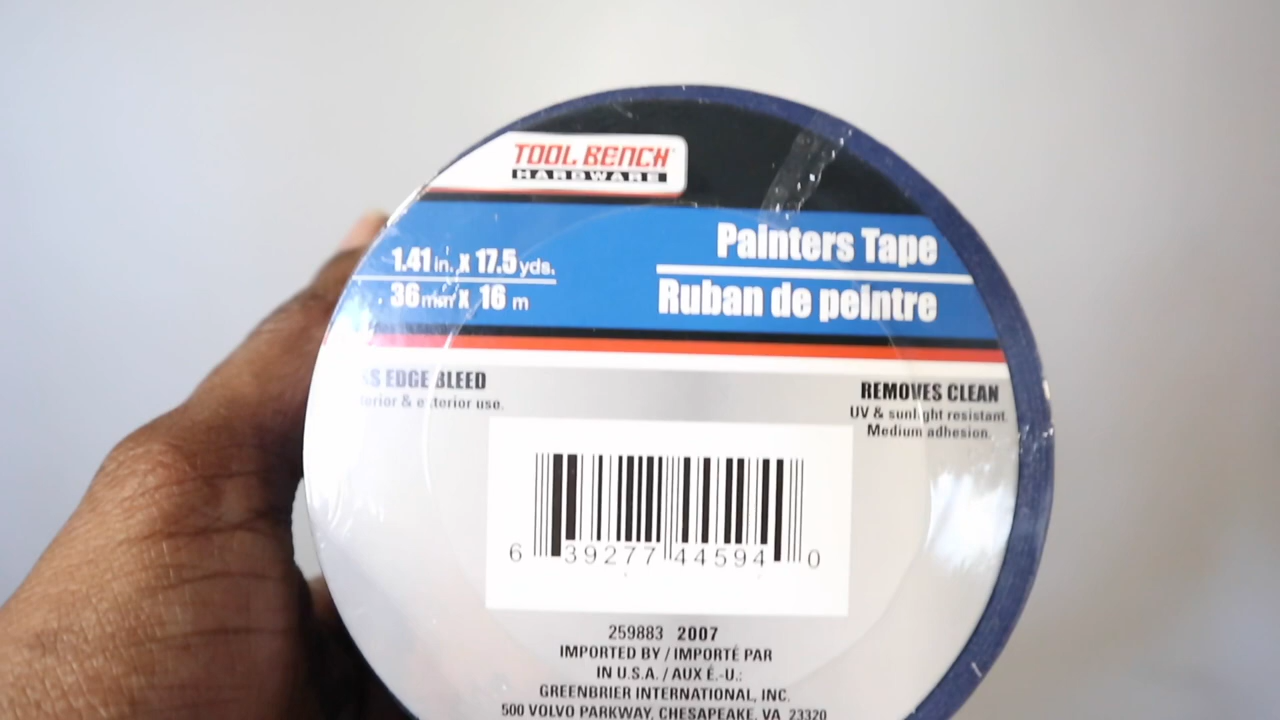 TOOL BENCH
HARDWARE
Painters Tape
Ruban de peintre
1.41 in. x 17.5 yds.
36 mm x 16 m
EDGE BLEED
& exterior use.
REMOVES CLEAN
UV & sunlight resistant.
Medium adhesion.
6 39277 44594 0
259883 2007
IMPORTED BY / IMPORTÉ PAR
IN U.S.A. / AUX É.-U.:
GREENBRIER INTERNATIONAL, INC.
500 VOLVO PARKWAY, CHESAPEAKE, VA 23320